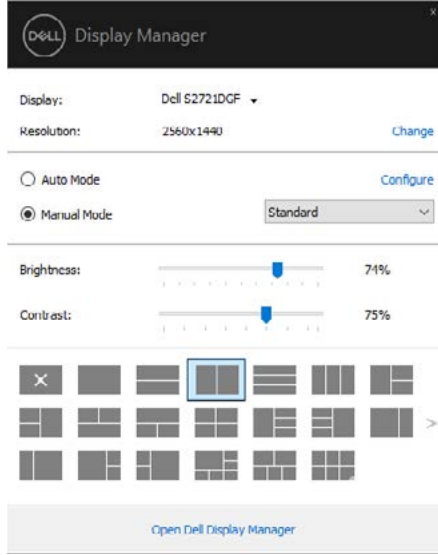 DELL Display Manager
Display: Dell S2721DGF
Resolution: 2560x1440 Change
Auto Mode Configure
Manual Mode Standard
Brightness: 74%
Contrast: 75%
Open Dell Display Manager